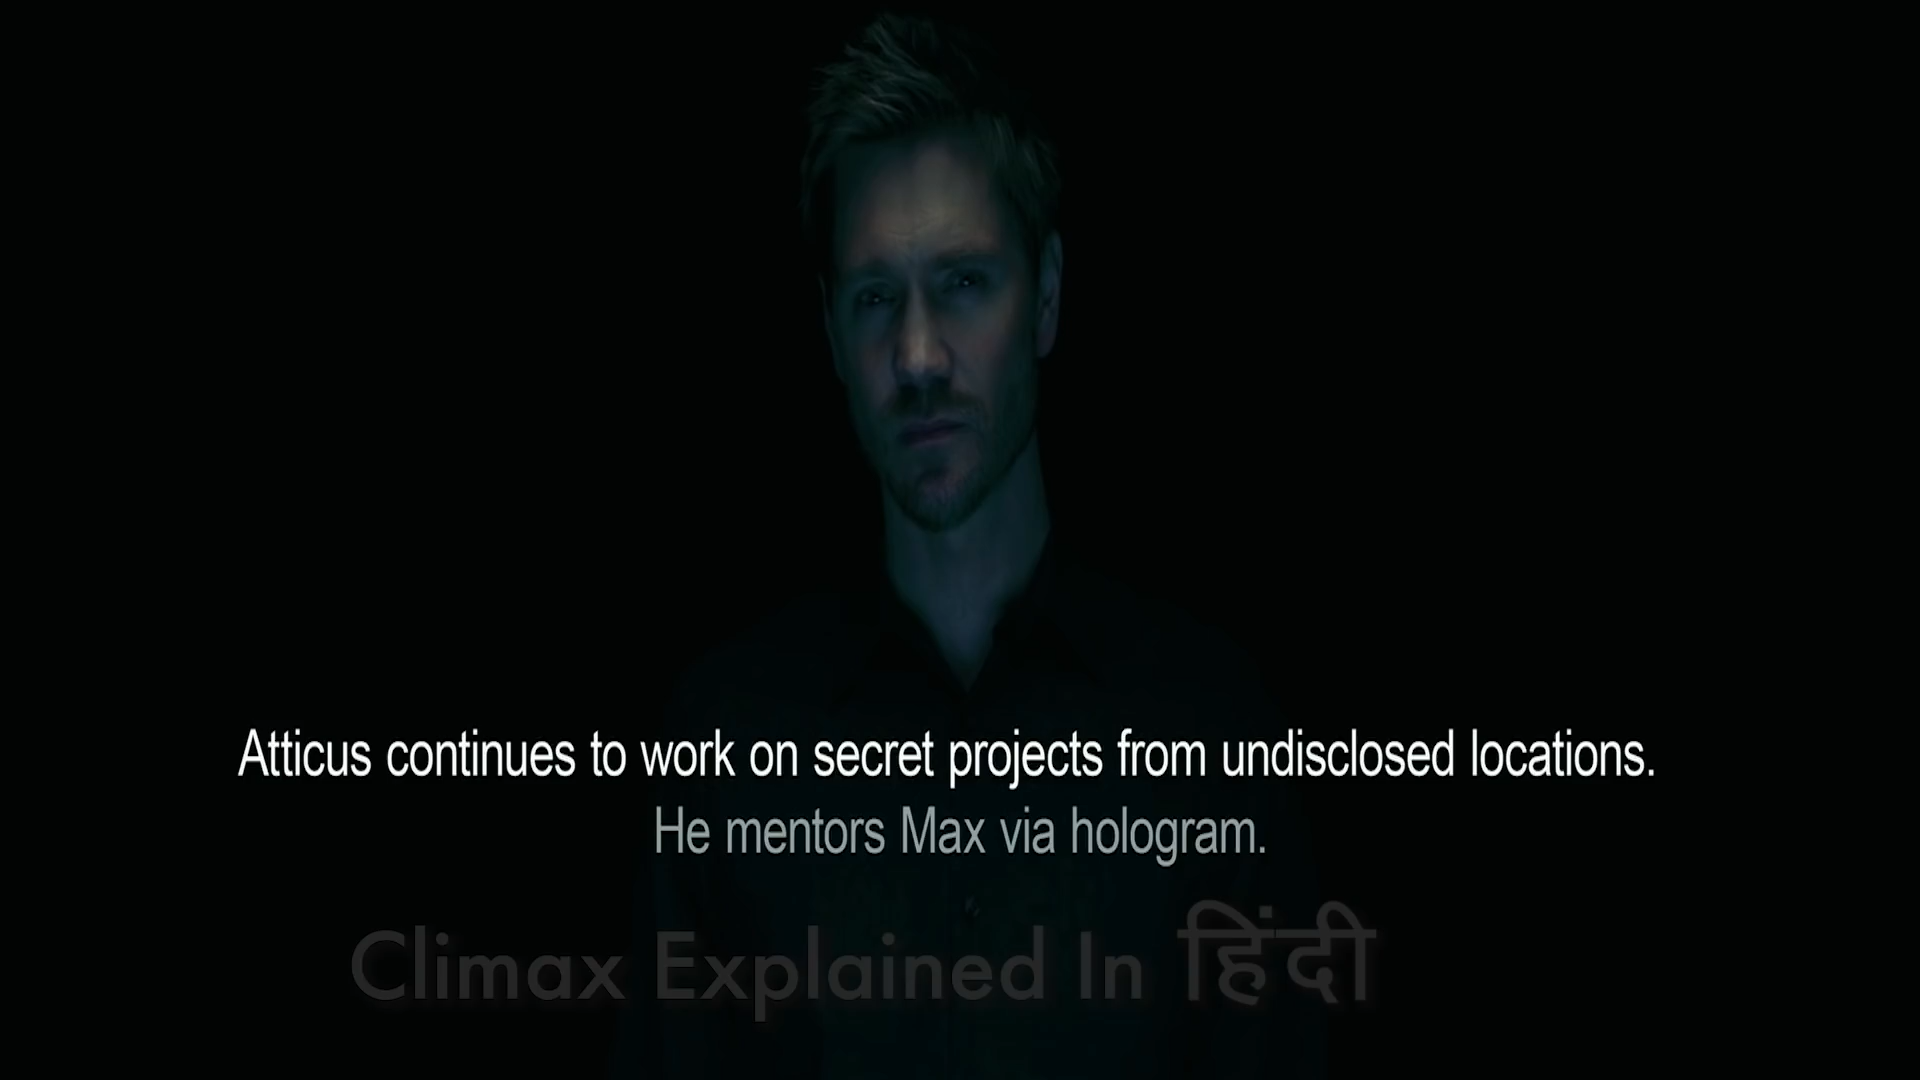 Atticus continues to work on secret projects from undisclosed locations.
He mentors Max via hologram.
Climax Explained In हिंदी